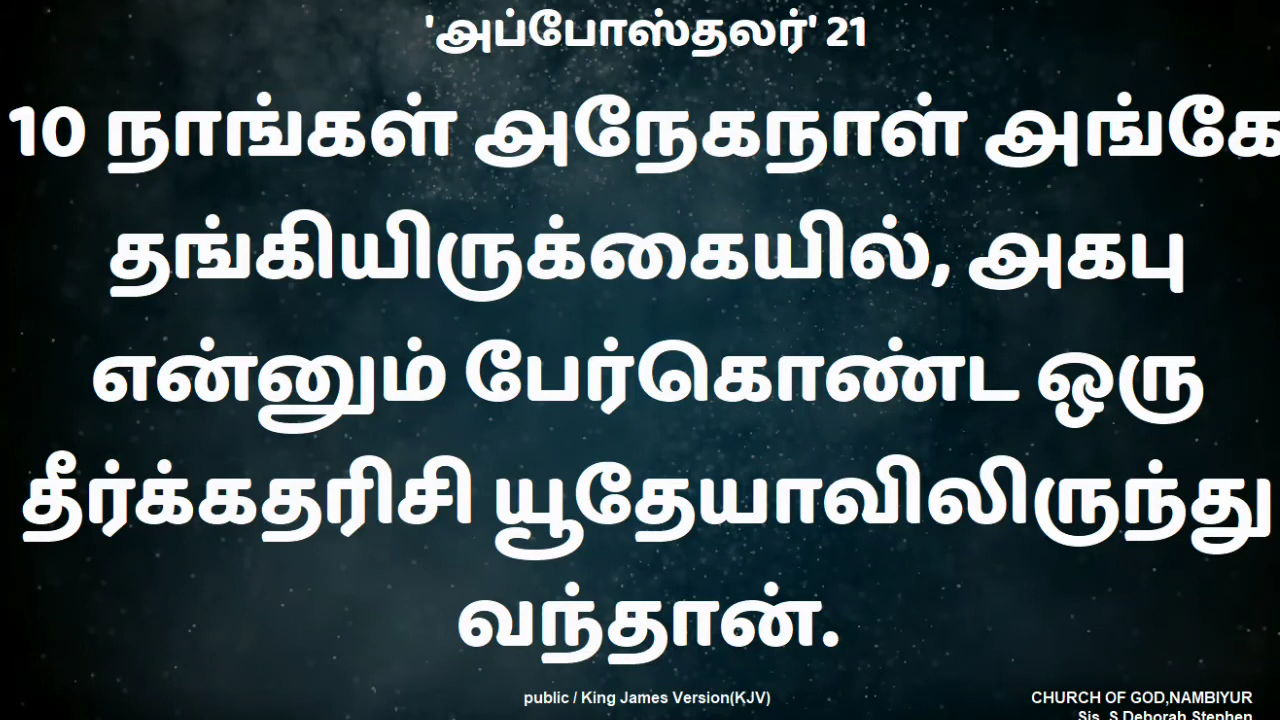 'அப்போஸ்தலர்' 21
10 நாங்கள் அநேகநாள் அங்கே
தங்கியிருக்கையில், அகபு
என்னும் பேர்கொண்ட ஒரு
தீர்க்கதரிசி யூதேயாவிலிருந்து
வந்தான்.
public / King James Version(KJV)
CHURCH OF GOD,NAMBIYUR
Sis. S.Deborah Stephen